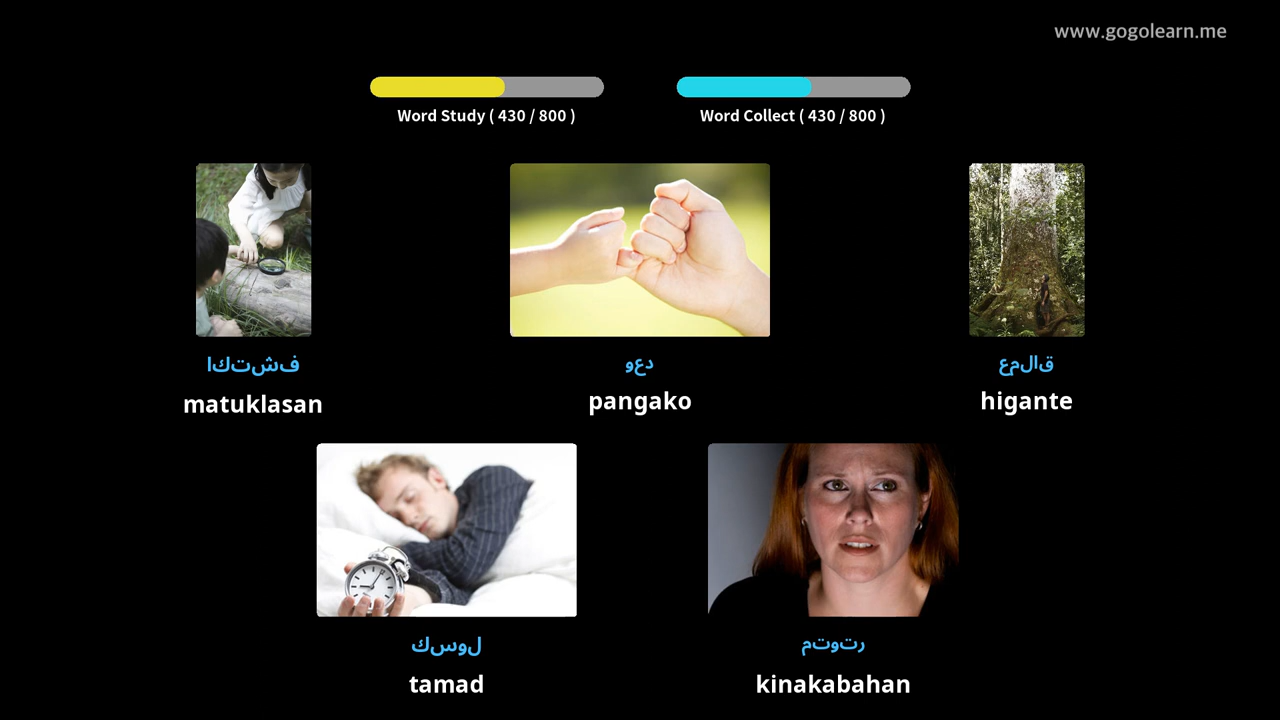 www.gogolearn.me
Word Study ( 430 / 800 )
Word Collect ( 430 / 800 )
اكتشف
matuklasan
وعد
pangako
عملاق
higante
كسول
tamad
متوتر
kinakabahan